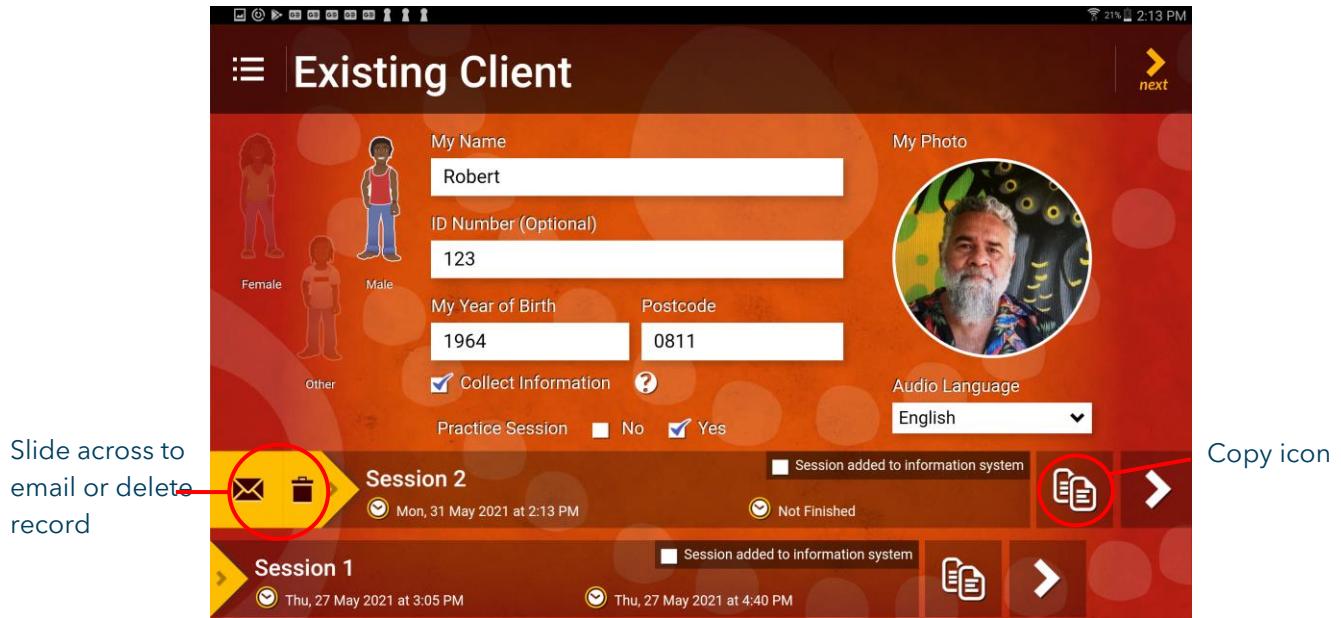 21% 2:13 PM
Existing Client
next
My Name
My Photo
Robert
ID Number (Optional)
123
Female
Male
My Year of Birth
Postcode
1964
0811
Other
Collect Information ?
Audio Language
English
Practice Session No Yes
Slide across to
email or delete
record
Session 2
Session added to information system
Mon, 31 May 2021 at 2:13 PM
Not Finished
Copy icon
Session 1
Session added to information system
Thu, 27 May 2021 at 3:05 PM
Thu, 27 May 2021 at 4:40 PM